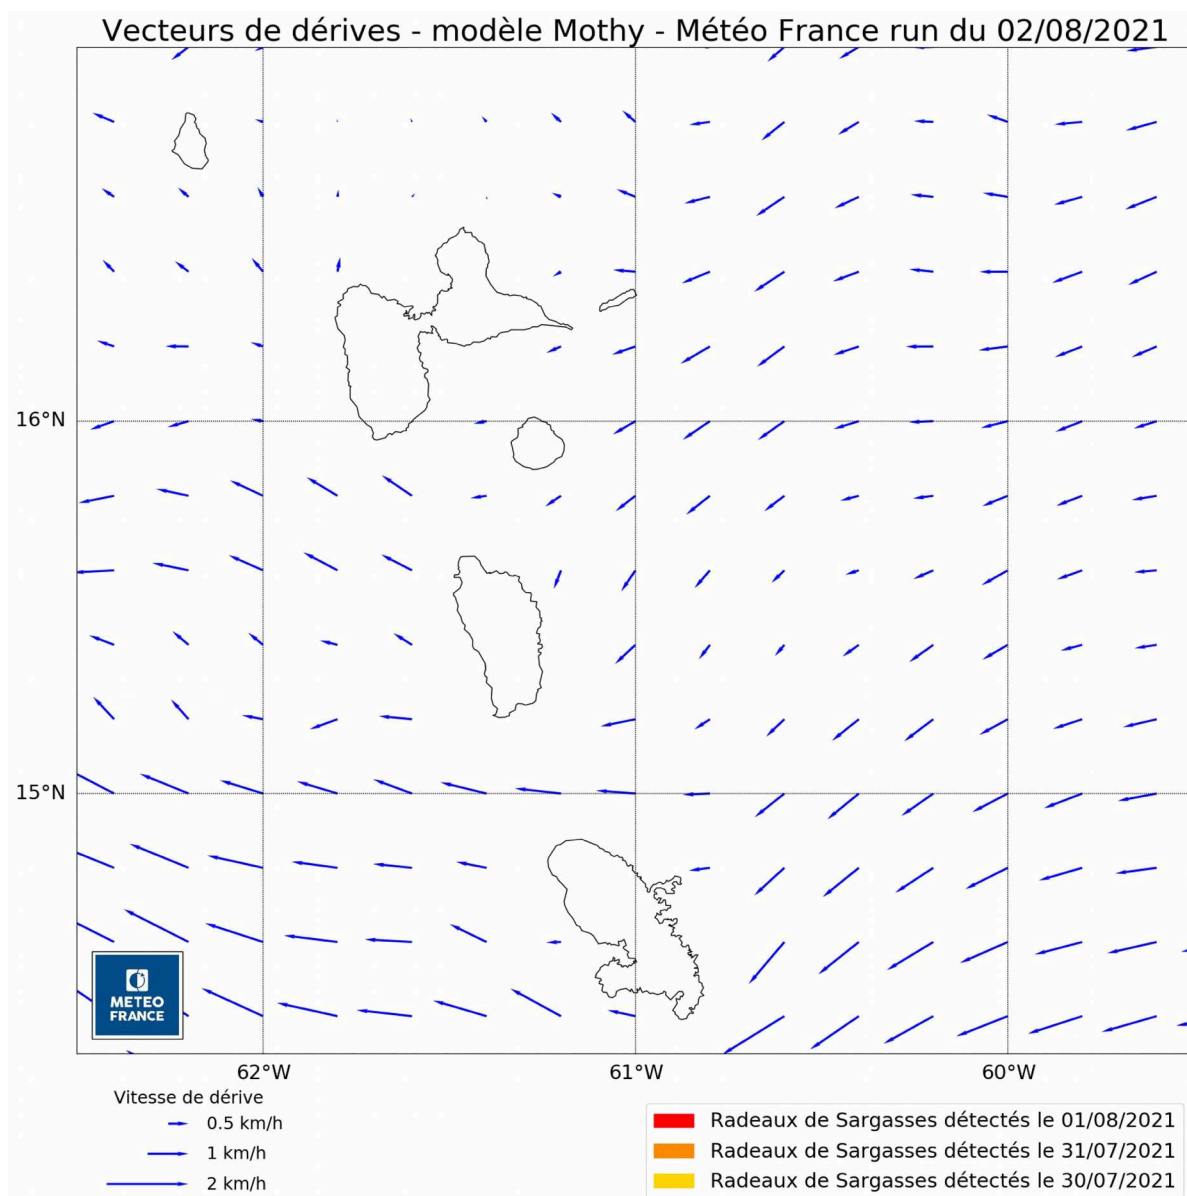 Vecteurs de dérives - modèle Mothy - Météo France run du 02/08/2021
16°N
15°N
METEO
FRANCE
62°W
61°W
60°W
Vitesse de dérive
0.5 km/h
1 km/h
2 km/h
Radeaux de Sargasses détectés le 01/08/2021
Radeaux de Sargasses détectés le 31/07/2021
Radeaux de Sargasses détectés le 30/07/2021